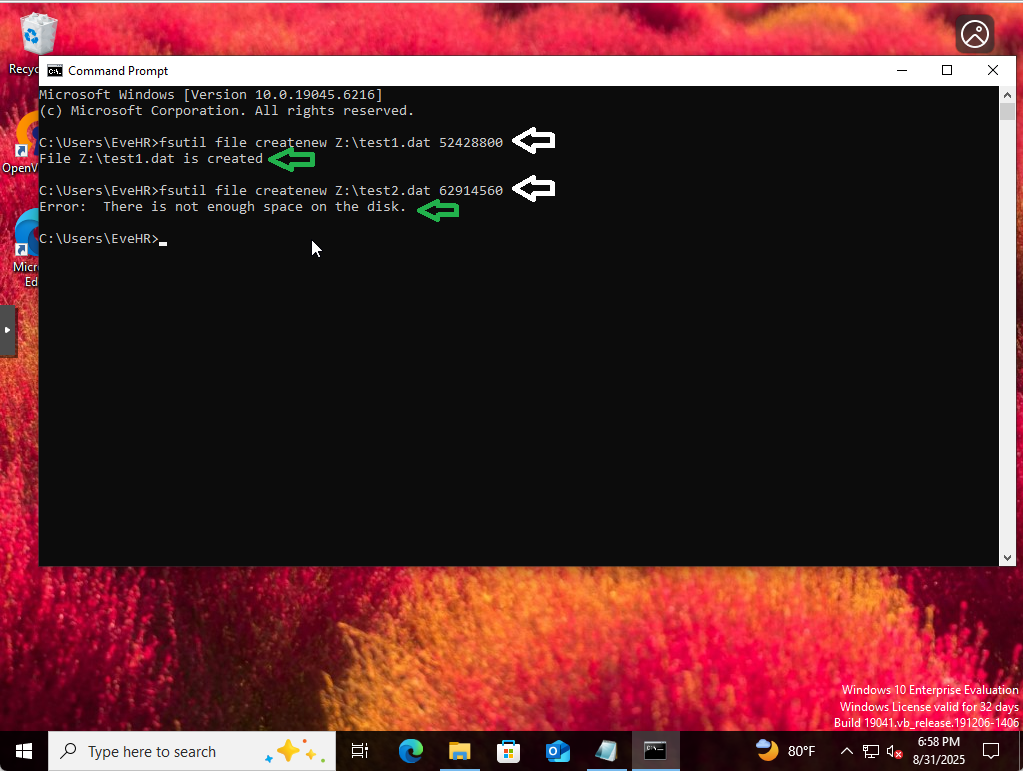 Recyc
Command Prompt
Microsoft Windows [Version 10.0.19045.6216]
(c) Microsoft Corporation. All rights reserved.
C:\Users\EveHR>fsutil file createnew Z:\test1.dat 52428800
File Z:\test1.dat is created
OpenV
C:\Users\EveHR>fsutil file createnew Z:\test2.dat 62914560
Error:  There is not enough space on the disk.
C:\Users\EveHR>
Micr
Ed
Windows 10 Enterprise Evaluation
Windows License valid for 32 days
Build 19041.vb_release.191206-1406
Type here to search
80°F
6:58 PM
8/31/2025